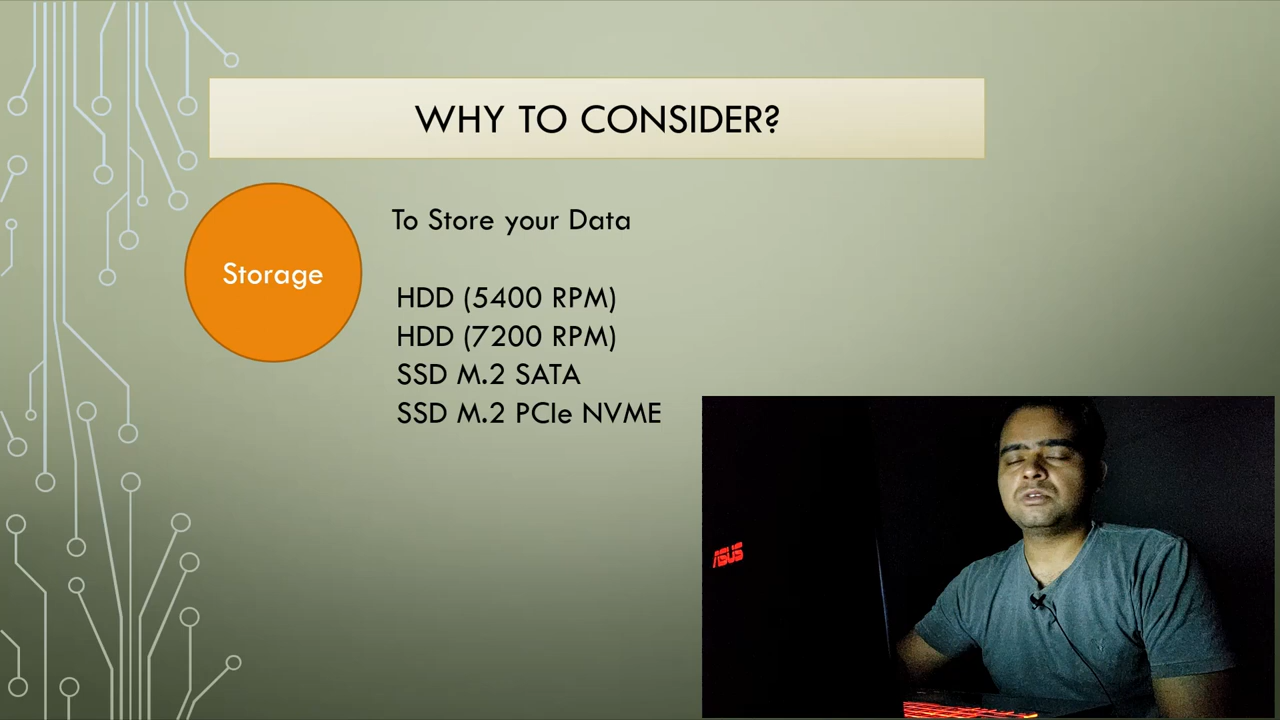 WHY TO CONSIDER?
Storage
To Store your Data
HDD (5400 RPM)
HDD (7200 RPM)
SSD M.2 SATA
SSD M.2 PCIe NVME
ASUS